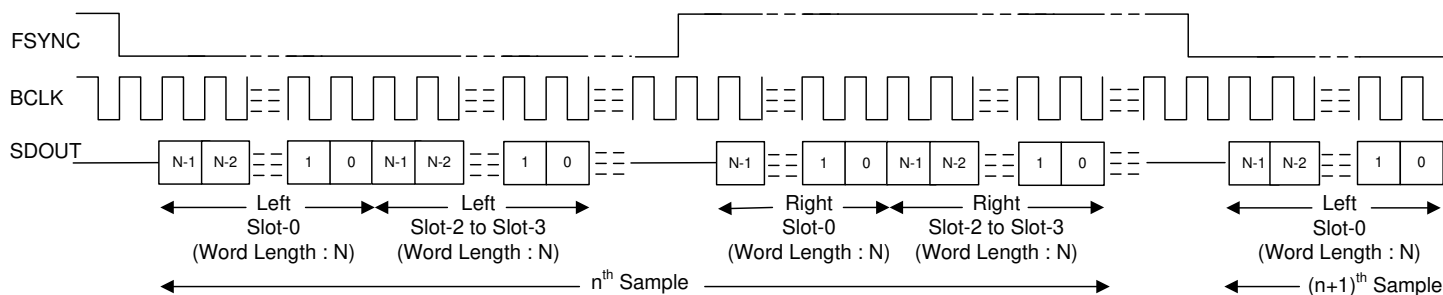 FSYNC
BCLK
SDOUT
N-1 N-2 1 0 N-1 N-2 1 0 N-1 1 0 N-1 N-2 1 0 N-1 N-2 1 0
Left Left Right Right Left
Slot-0 Slot-2 to Slot-3 Slot-0 Slot-2 to Slot-3 Slot-0
(Word Length : N) (Word Length : N) (Word Length : N) (Word Length : N) (Word Length : N)
nth Sample (n+1)th Sample